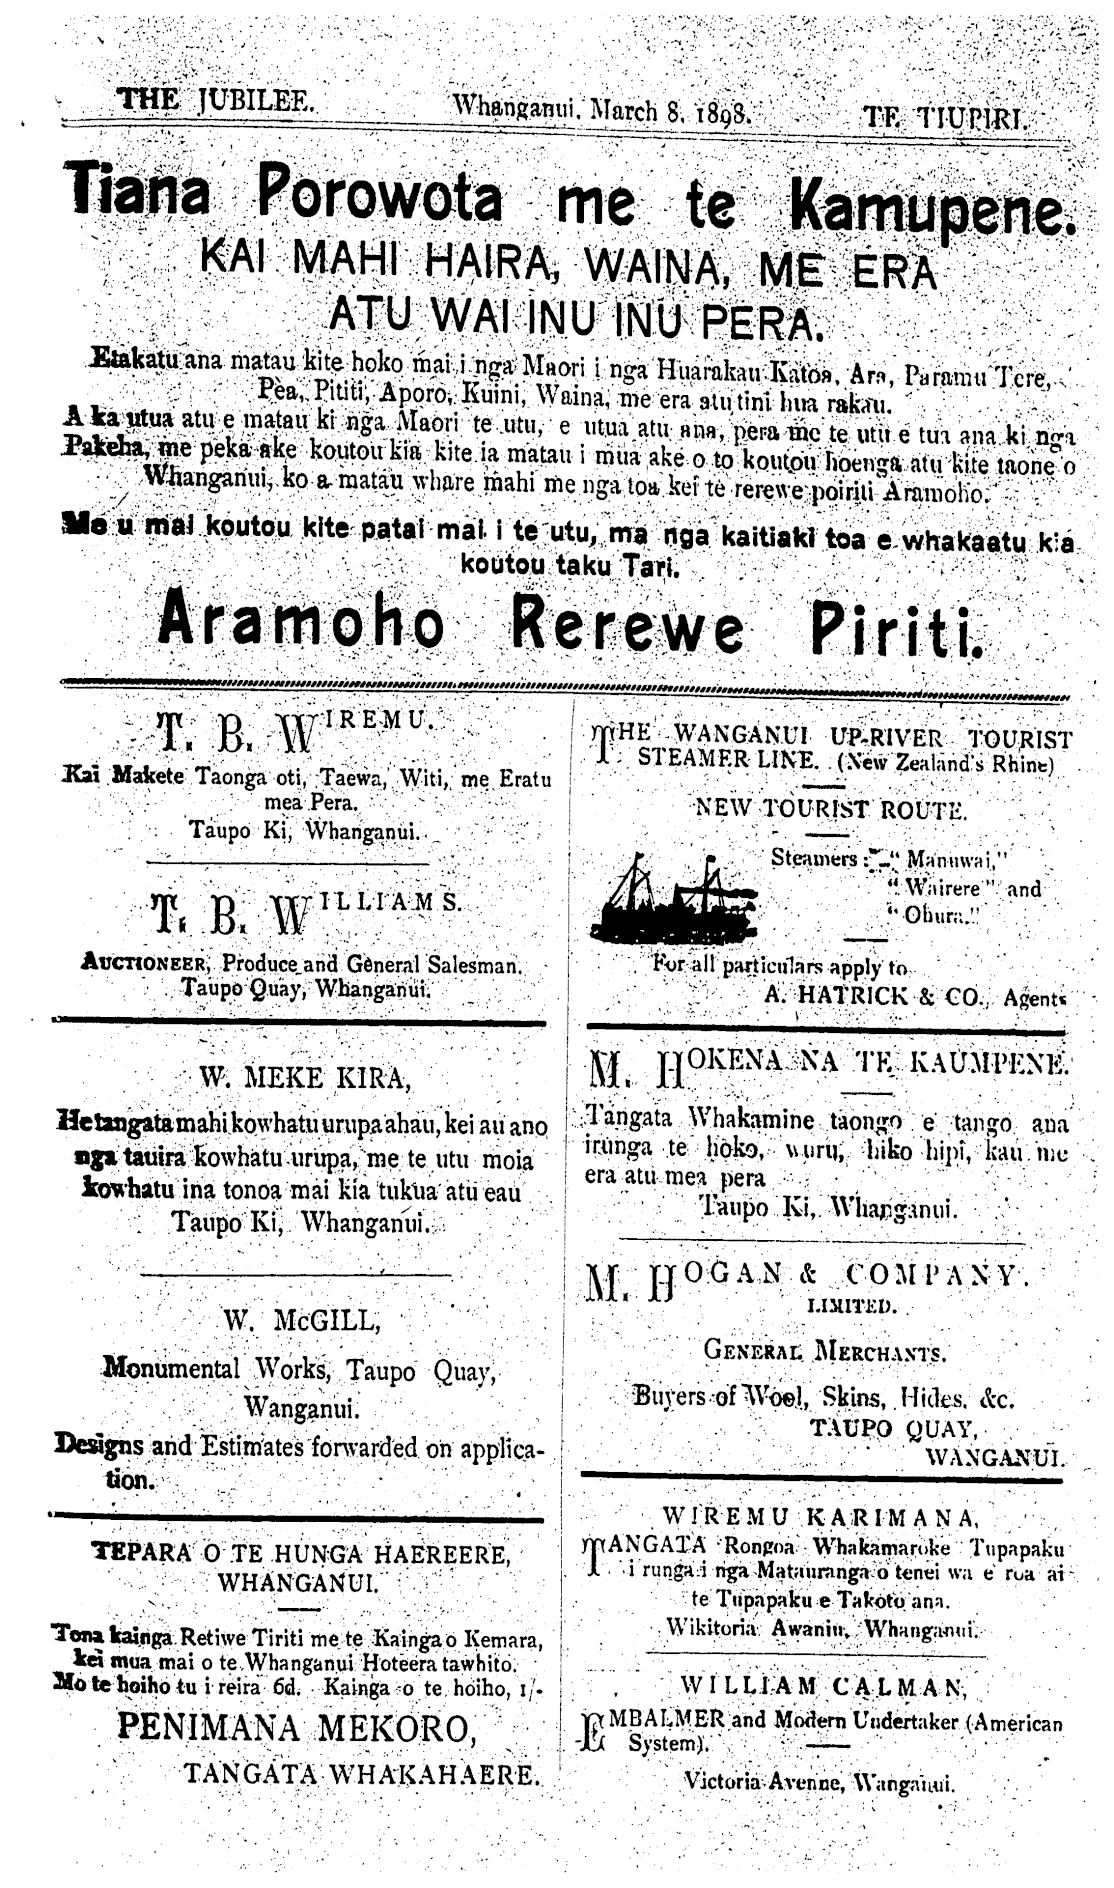 THE JUBILEE. Whanganui. March 8. 1898. TE TIUPIRI.
Tiana Porowota me te Kamupene.
KAI MAHI HAIRA, WAINA, ME ERA
ATU WAI INU INU PERA.
Etakatu ana matau kite hoko mai i nga Maori i nga Huarakau Katoa, Ara, Paramu Tere,
Pea, Pititi, Aporo, Kuini, Waina, me era atu tini hua rakau.
A ka utua atu e matau ki nga Maori te utu, e utua atu ana, pera me te utu e tua ana ki nga
Pakeha, me peka ake koutou kia kite ia matau i mua ake o to koutou hoenga atu kite taone o
Whanganui, ko a matau whare mahi me nga toa kei te rerewe poiriti Aramoho.
Me u mai koutou kite patai mai i te utu, ma nga kaitiaki toa e whakaatu kia
koutou taku Tari.
Aramoho Rerewe Piriti.
T. B. WIREMU.
Kai Makete Taonga oti, Taewa, Witi, me Eratu
mea Pera.
Taupo Ki, Whanganui.
T. B. WILLIAMS.
AUCTIONEER, Produce and General Salesman.
Taupo Quay, Whanganui.
W. MEKE KIRA,
He tangata mahi kowhatu urupa ahau, kei au ano
nga tauira kowhatu urupa, me te utu moia
kowhatu ina tonoa mai kia tukua atu eau
Taupo Ki, Whanganui.
W. McGILL,
Monumental Works, Taupo Quay,
Wanganui.
Designs and Estimates forwarded on applica-
tion.
TEPARA O TE HUNGA HAEREERE,
WHANGANUI.
Tona kainga Retiwe Tiriti me te Kainga o Kemara,
kei mua mai o te Whanganui Hoteera tawhito.
Mo te hoiho tu i reira 6d. Kainga o te hoiho, 1/-
PENIMANA MEKORO,
TANGATA WHAKAHAERE.
THE WANGANUI UP-RIVER TOURIST
STEAMER LINE. (New Zealand's Rhine)
NEW TOURIST ROUTE.
Steamers :—" Manuwai,"
" Wairere" and
" Ohura."
For all particulars apply to
A. HATRICK & CO., Agents
M. HOKENA NA TE KAUMPENE.
Tangata Whakamine taongo e tango ana
irunga te hoko, wuru, hiko hipi, kau me
era atu mea pera
Taupo Ki, Whanganui.
M. HOGAN & COMPANY.
LIMITED.
GENERAL MERCHANTS.
Buyers of Wool, Skins, Hides, &c.
TAUPO QUAY,
WANGANUI.
WIREMU KARIMANA,
TANGATA Rongoa Whakamaroke Tupapaku
i runga i nga Matauranga o tenei wa e roa ai
te Tupapaku e Takoto ana.
Wikitoria Awaniu, Whanganui.
WILLIAM CALMAN,
EMBALMER and Modern Undertaker (American
System).
Victoria Avenne, Wanganui.